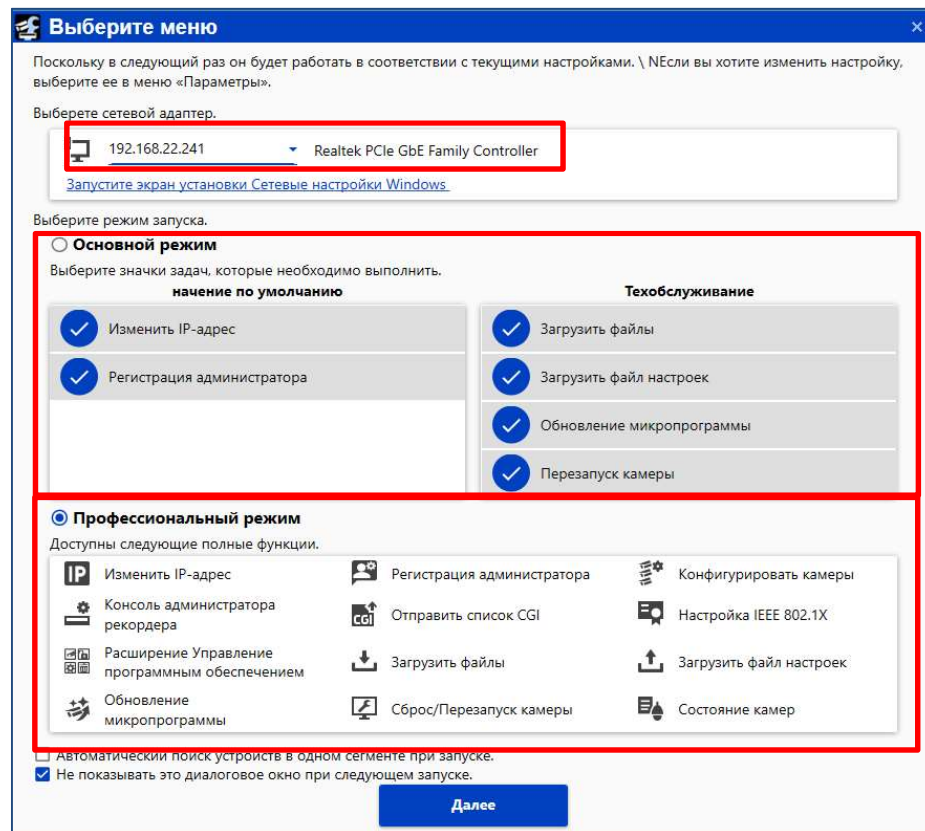 Выберите меню
Поскольку в следующий раз он будет работать в соответствии с текущими настройками. \ NЕсли вы хотите изменить настройку,
выберите ее в меню «Параметры».
Выберете сетевой адаптер.
192.168.22.241 Realtek PCIe GbE Family Controller
Запустите экран установки Сетевые настройки Windows
Выберите режим запуска.
Основной режим
Выберите значки задач, которые необходимо выполнить.
начение по умолчанию
Изменить IP-адрес
Регистрация администратора
Техобслуживание
Загрузить файлы
Загрузить файл настроек
Обновление микропрограммы
Перезапуск камеры
Профессиональный режим
Доступны следующие полные функции.
IP Изменить IP-адрес
Регистрация администратора
Конфигурировать камеры
Консоль администратора
рекордера
CGI Отправить список CGI
Настройка IEEE 802.1X
Расширение Управление
программным обеспечением
Загрузить файлы
Загрузить файл настроек
Обновление
микропрограммы
Сброс/Перезапуск камеры
Состояние камер
Автоматический поиск устройств в одном сегменте при запуске.
Не показывать это диалоговое окно при следующем запуске.
Далее